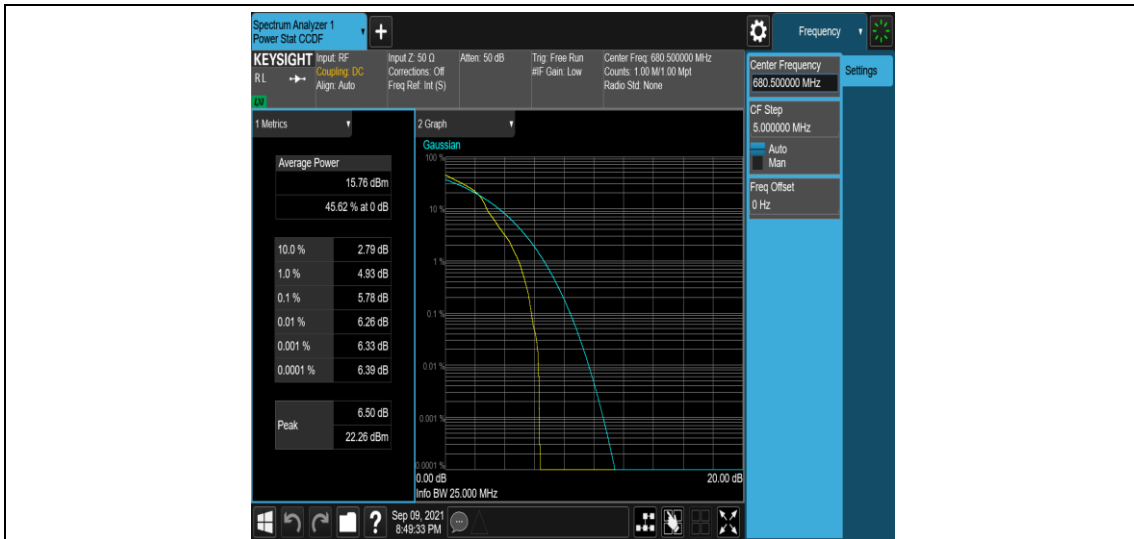 Spectrum Analyzer 1
Power Stat CCDF
+
Frequency
KEYSIGHT
RL
LXI
Input: RF
Coupling: DC
Align: Auto
Input Z: 50 Ω
Corrections: Off
Freq Ref: Int (S)
Atten: 50 dB
Trig: Free Run
#IF Gain: Low
Center Freq: 680.500000 MHz
Counts: 1.00 M/1.00 Mpt
Radio Std: None
Center Frequency
680.500000 MHz
Settings
CF Step
5.000000 MHz
Auto
Man
Freq Offset
0 Hz
1 Metrics
Average Power
15.76 dBm
45.62 % at 0 dB
10.0 % 2.79 dB
1.0 % 4.93 dB
0.1 % 5.78 dB
0.01 % 6.26 dB
0.001 % 6.33 dB
0.0001 % 6.39 dB
Peak
6.50 dB
22.26 dBm
2 Graph
Gaussian
100 %
10 %
1 %
0.1 %
0.01 %
0.001 %
0.0001 %
0.00 dB 20.00 dB
Info BW 25.000 MHz
?
Sep 09, 2021
8:49:33 PM